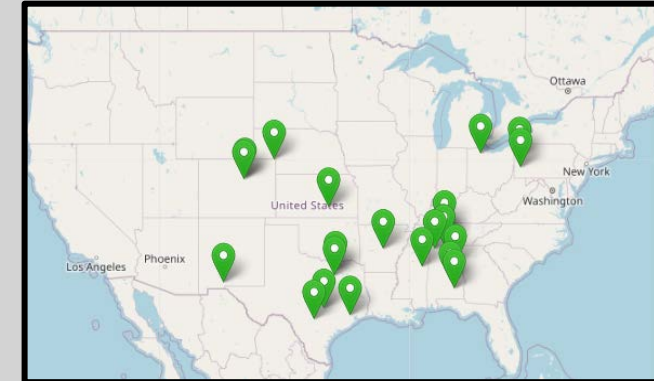 Ottawa
New York
Washington
United States
Los Angeles
Phoenix